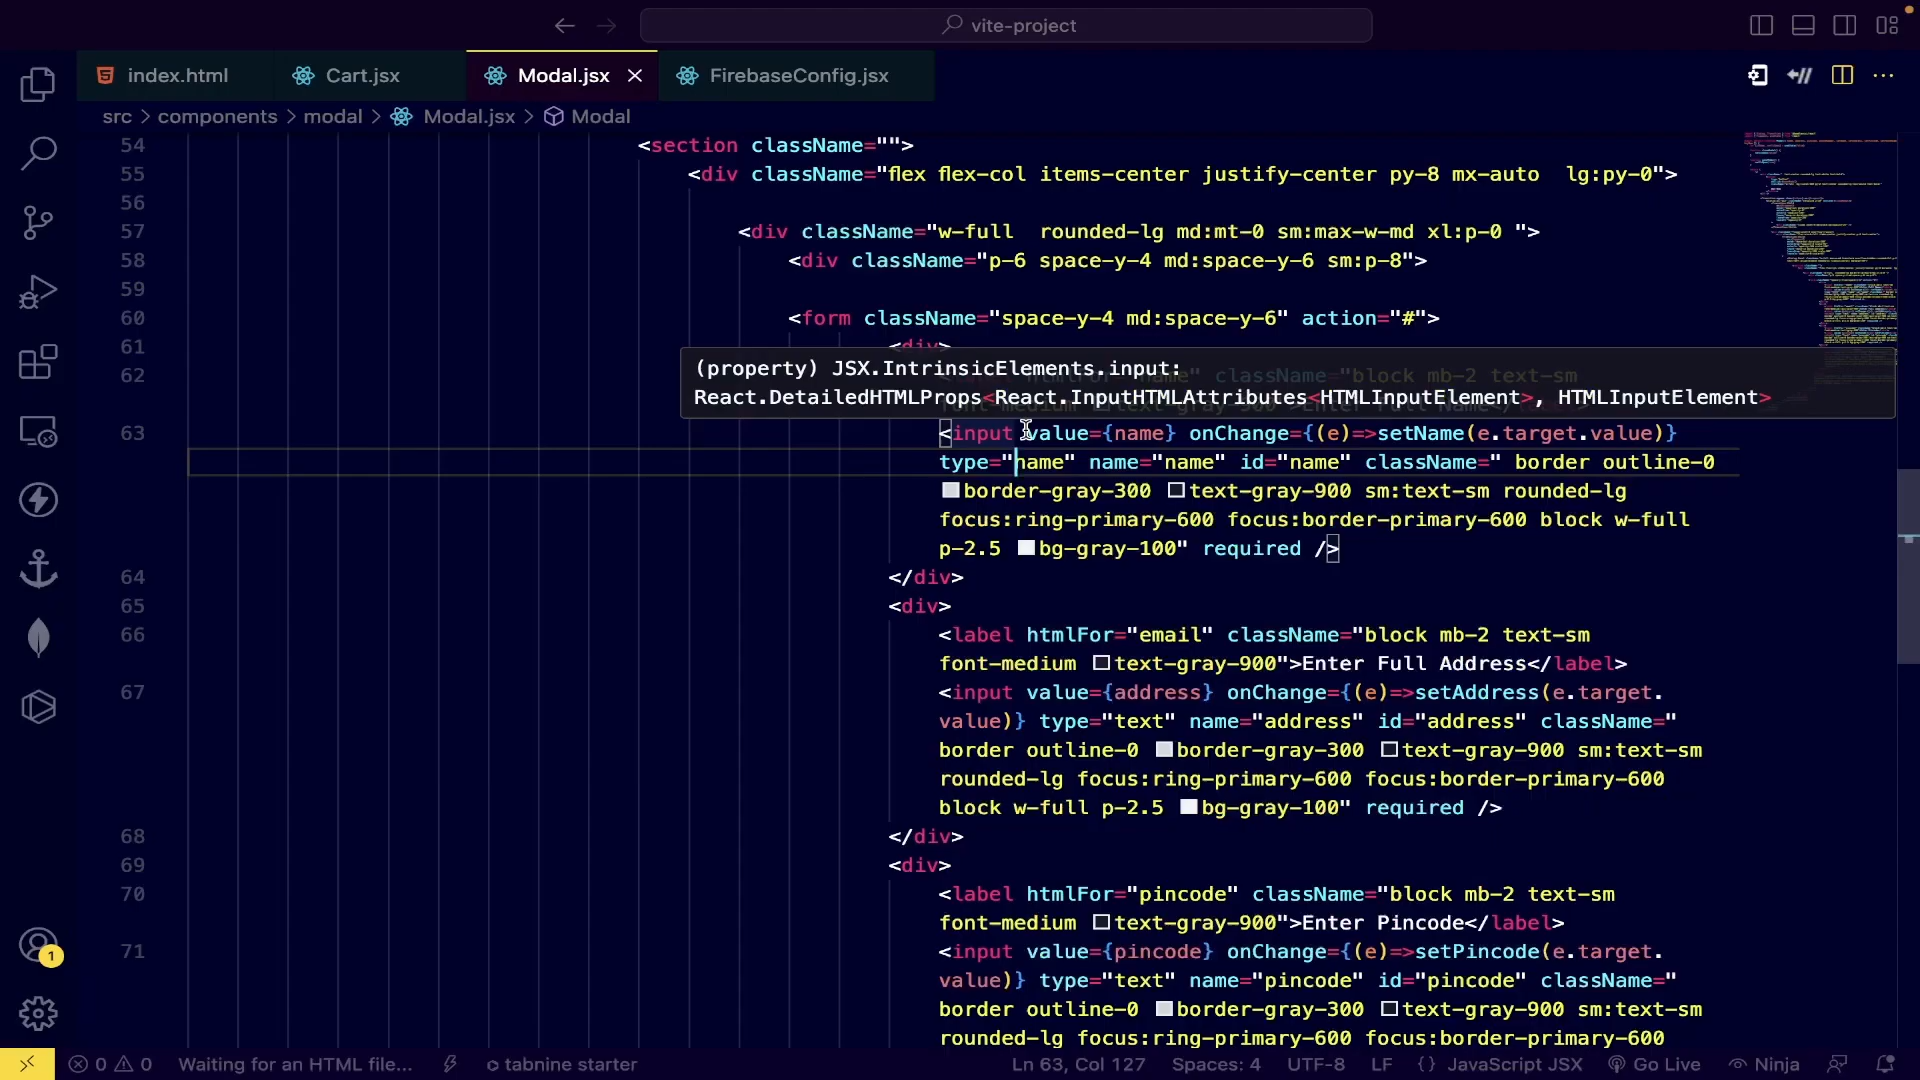 vite-project
index.html
Cart.jsx
Modal.jsx
FirebaseConfig.jsx
src > components > modal > Modal.jsx > Modal
54 <section className="">
55 <div className="flex flex-col items-center justify-center py-8 mx-auto  lg:py-0">
56
57 <div className="w-full  rounded-lg md:mt-0 sm:max-w-md xl:p-0 ">
58 <div className="p-6 space-y-4 md:space-y-6 sm:p-8">
59
60 <form className="space-y-4 md:space-y-6" action="#">
61 <div>
62
(property) JSX.IntrinsicElements.input:
React.DetailedHTMLProps<React.InputHTMLAttributes<HTMLInputElement>, HTMLInputElement>
63 <input value={name} onChange={(e)=>setName(e.target.value)}
type="name" name="name" id="name" className=" border outline-0
border-gray-300 text-gray-900 sm:text-sm rounded-lg
focus:ring-primary-600 focus:border-primary-600 block w-full
p-2.5 bg-gray-100" required />
64 </div>
65 <div>
66 <label htmlFor="email" className="block mb-2 text-sm
font-medium text-gray-900">Enter Full Address</label>
67 <input value={address} onChange={(e)=>setAddress(e.target.
value)} type="text" name="address" id="address" className="
border outline-0 border-gray-300 text-gray-900 sm:text-sm
rounded-lg focus:ring-primary-600 focus:border-primary-600
block w-full p-2.5 bg-gray-100" required />
68 </div>
69 <div>
70 <label htmlFor="pincode" className="block mb-2 text-sm
font-medium text-gray-900">Enter Pincode</label>
71 <input value={pincode} onChange={(e)=>setPincode(e.target.
value)} type="text" name="pincode" id="pincode" className="
border outline-0 border-gray-300 text-gray-900 sm:text-sm
rounded-lg focus:ring-primary-600 focus:border-primary-600
1
0 0 Waiting for an HTML file... tabnine starter Ln 63, Col 127 Spaces: 4 UTF-8 LF {} JavaScript JSX Go Live Ninja